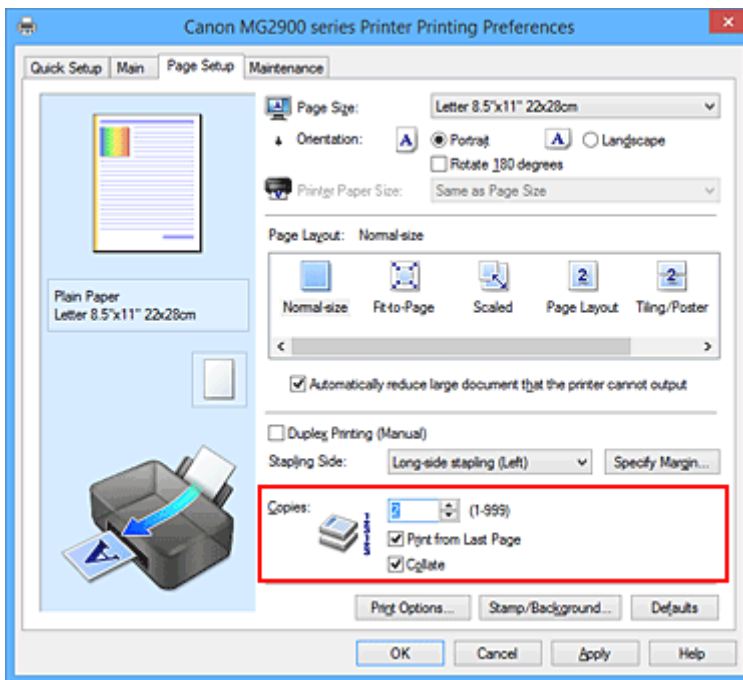 Canon MG2900 series Printer Printing Preferences
Quick Setup Main Page Setup Maintenance
Page Size: Letter 8.5"x11" 22x28cm
Orientation: A Portrait A Landscape
Rotate 180 degrees
Printer Paper Size: Same as Page Size
Page Layout: Normal-size
Normal-size Fit-to-Page Scaled Page Layout Tiling/Poster
Plain Paper
Letter 8.5"x11" 22x28cm
Automatically reduce large document that the printer cannot output
Duplex Printing (Manual)
Stapling Side: Long-side stapling (Left) Specify Margin...
Copies: 2 (1-999)
Print from Last Page
Collate
Print Options... Stamp/Background... Defaults
OK Cancel Apply Help